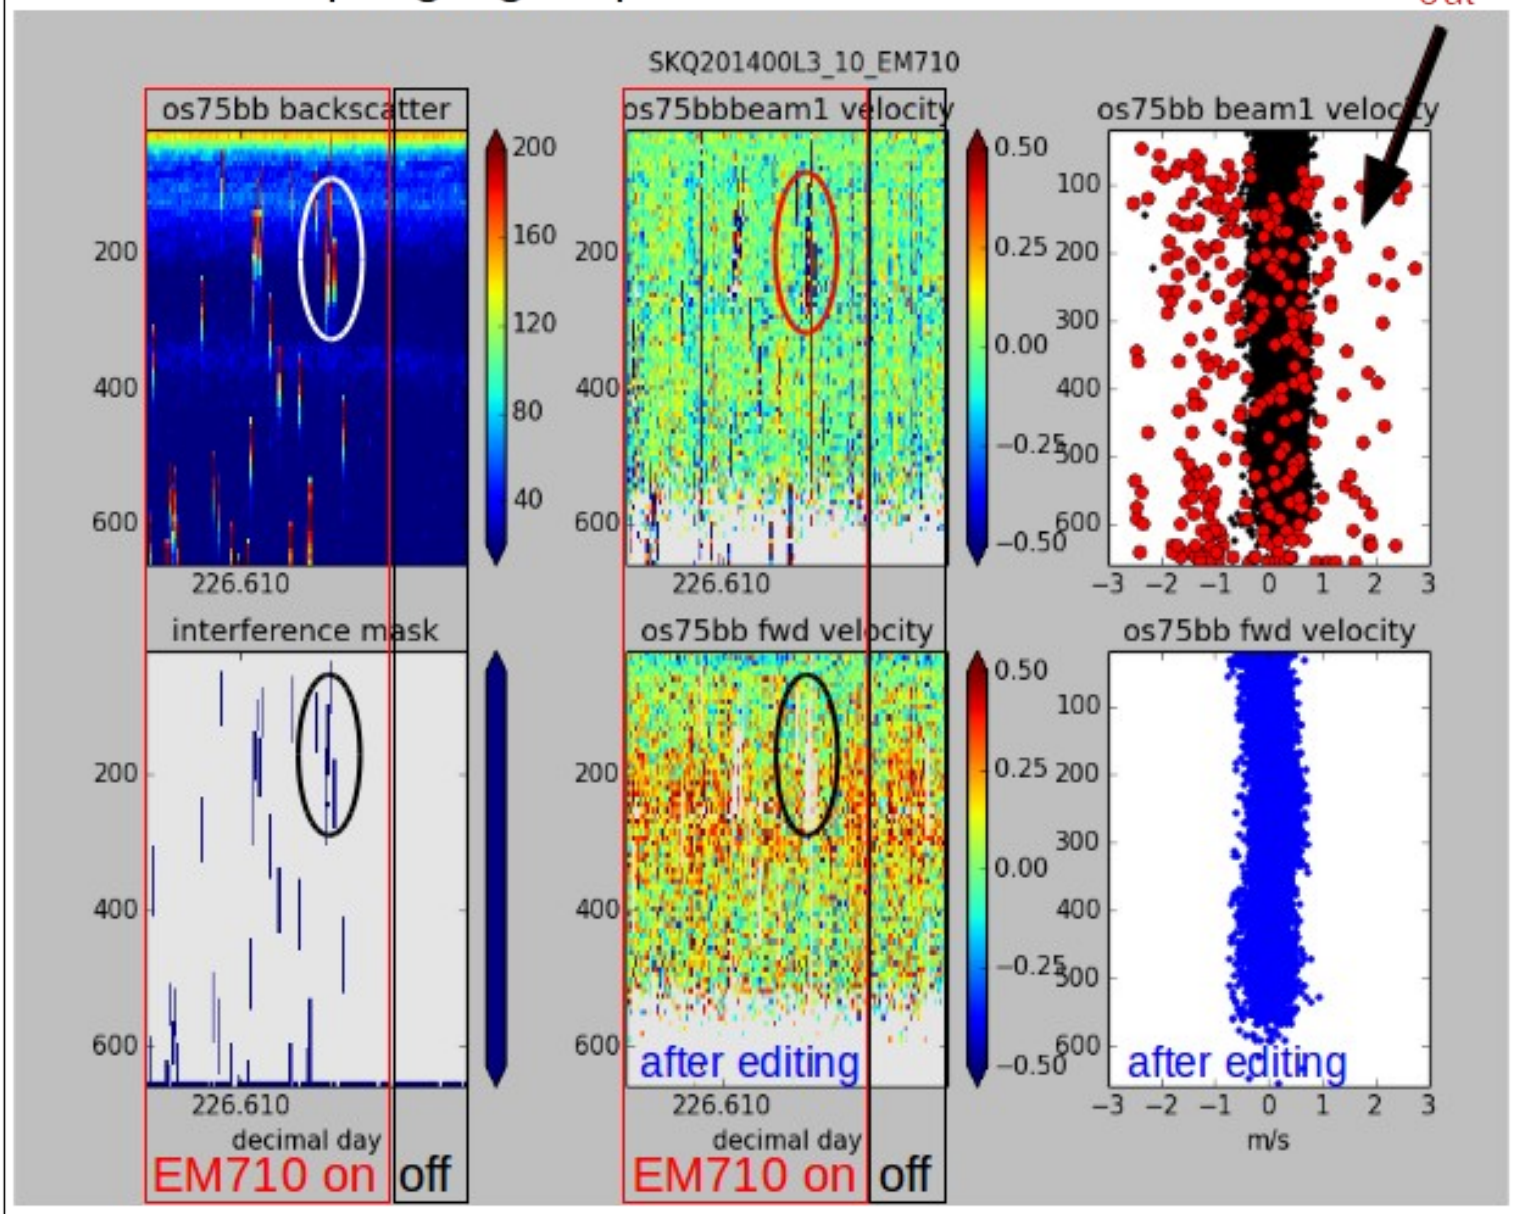 SKQ201400L3_10_EM710
os75bb backscatter
os75bbbeam1 velocity
os75bb beam1 velocity
200
400
600
226.610
200
160
120
80
40
200
400
600
226.610
0.50
0.25
0.00
−0.25
−0.50
100
200
300
400
500
600
−3 −2 −1 0 1 2 3
interference mask
os75bb fwd velocity
os75bb fwd velocity
200
400
600
226.610
decimal day
200
400
600
after editing
226.610
decimal day
0.50
0.25
0.00
−0.25
−0.50
100
200
300
400
500
600
after editing
−3 −2 −1 0 1 2 3
m/s
EM710 on off
EM710 on off